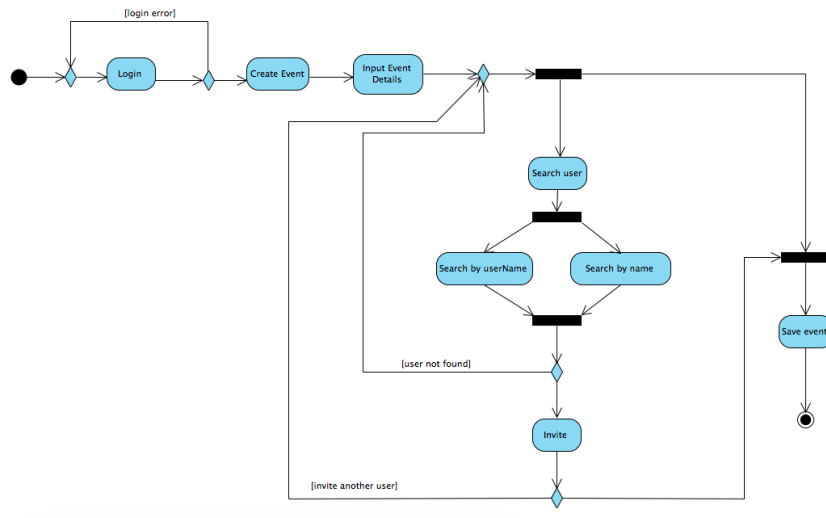 [login error]
Login
Create Event
Input Event
Details
Search user
Search by userName
Search by name
Save event
[user not found]
Invite
[invite another user]